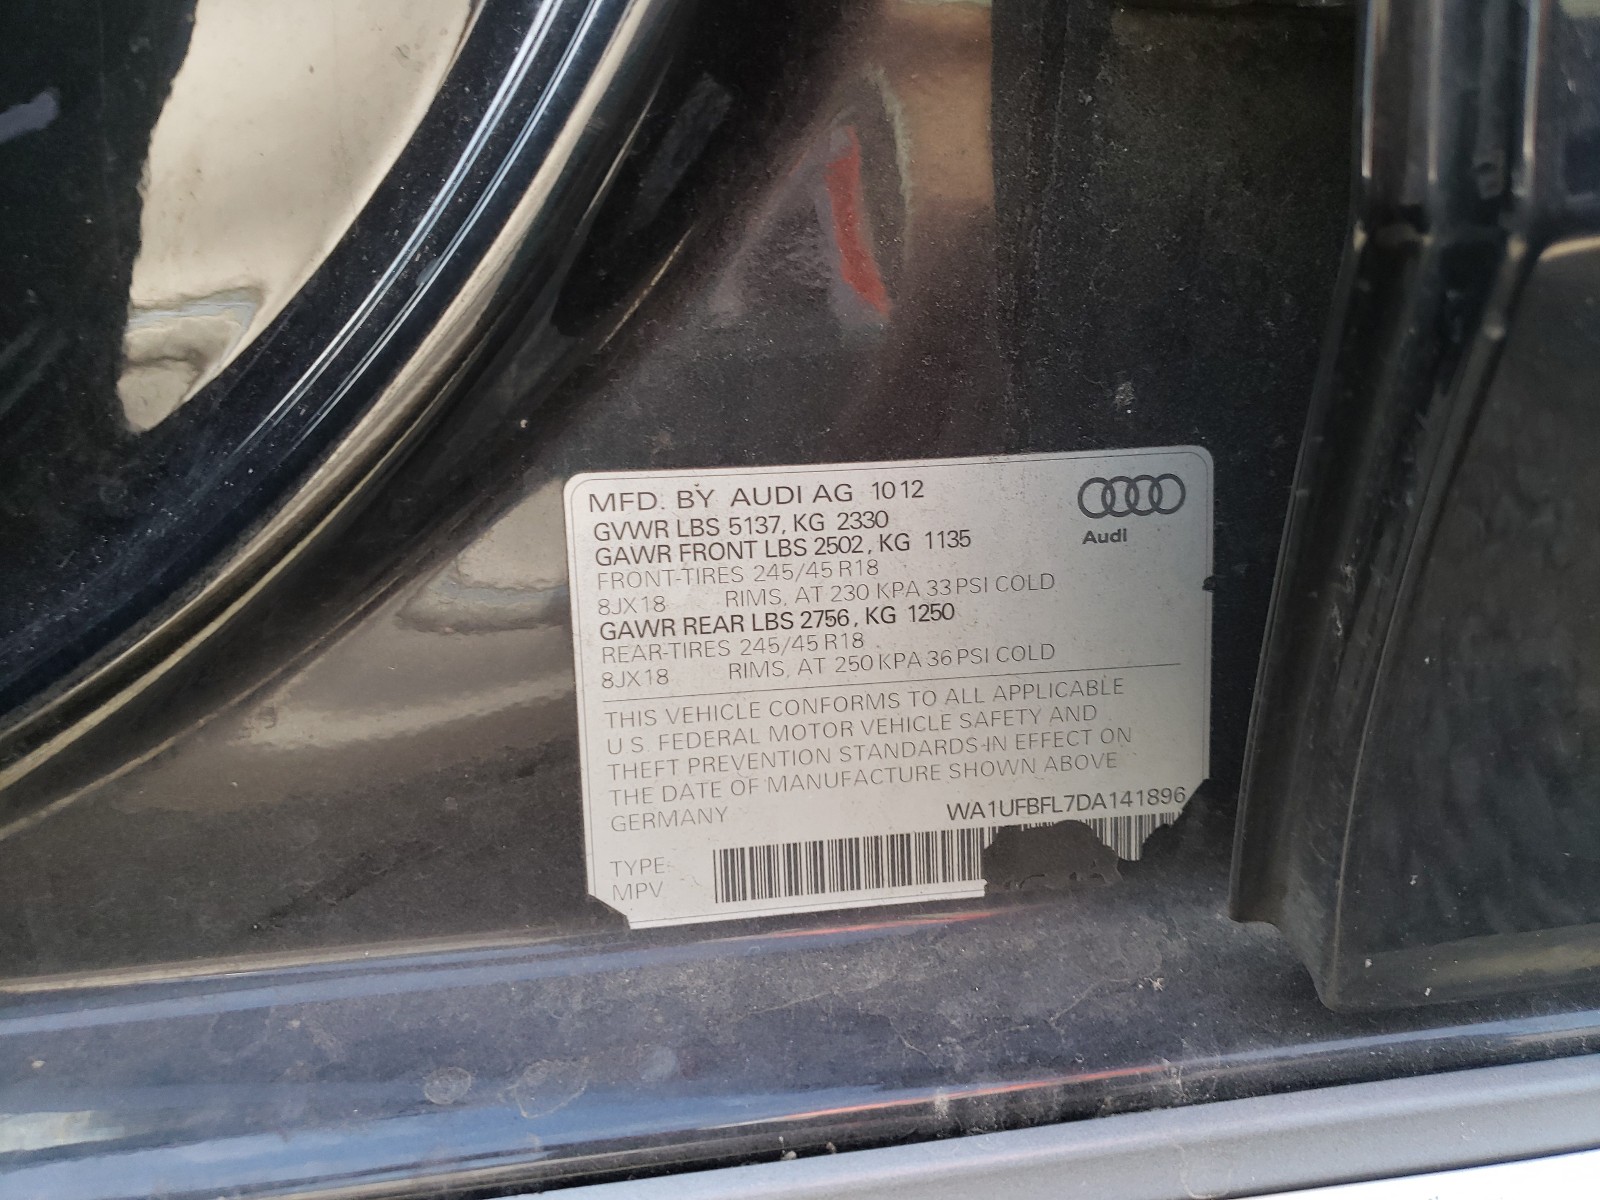 MFD. BY AUDI AG 1012
GVWR LBS 5137, KG 2330
GAWR FRONT LBS 2502, KG 1135
FRONT-TIRES 245/45 R18
8JX18 RIMS, AT 230 KPA 33 PSI COLD
GAWR REAR LBS 2756, KG 1250
REAR-TIRES 245/45 R18
8JX18 RIMS, AT 250 KPA 36 PSI COLD
Audi
THIS VEHICLE CONFORMS TO ALL APPLICABLE
U.S. FEDERAL MOTOR VEHICLE SAFETY AND
THEFT PREVENTION STANDARDS IN EFFECT ON
THE DATE OF MANUFACTURE SHOWN ABOVE
GERMANY WA1UFBFL7DA141896
TYPE:
MPV